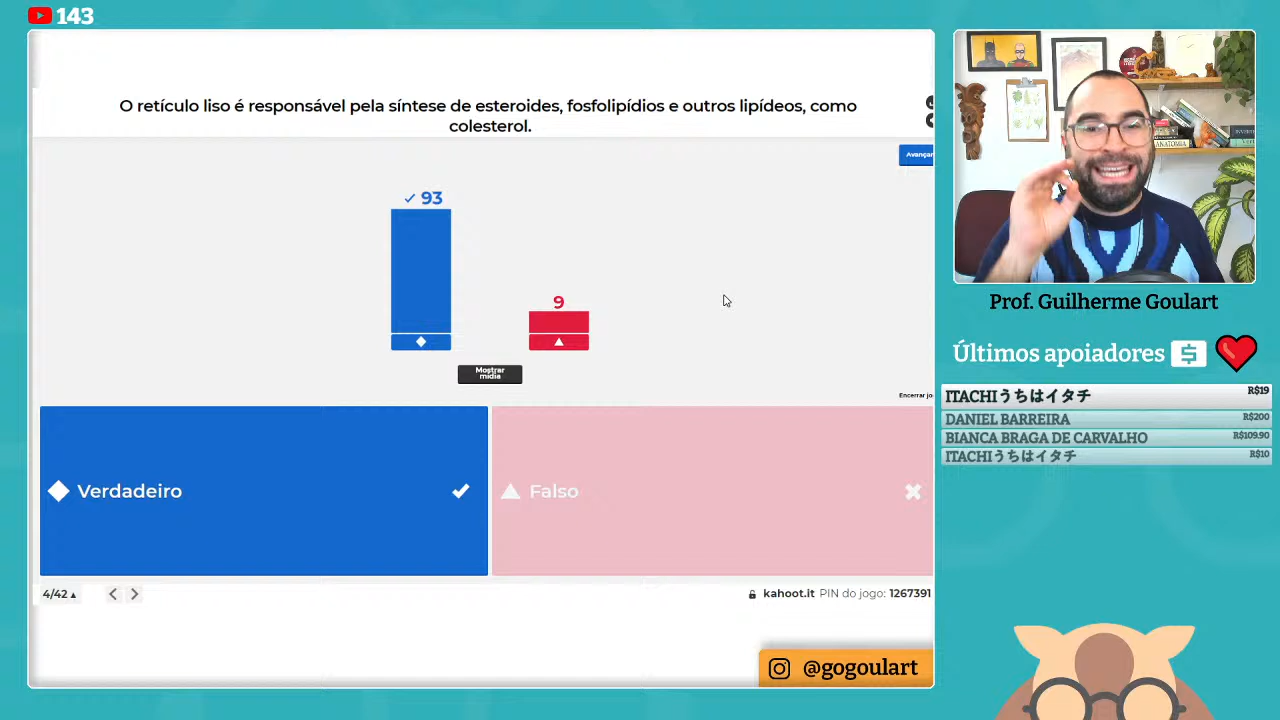 143
O retículo liso é responsável pela síntese de esteroides, fosfolipídios e outros lipídeos, como
colesterol.
Avançar
93
9
Mostrar
mídia
Encerrar jo
Verdadeiro
Falso
4/42
kahoot.it PIN do jogo: 1267391
@gogoulart
ANATOMIA
Prof. Guilherme Goulart
Últimos apoiadores
ITACHIうちはイタチ R$19
DANIEL BARREIRA R$200
BIANCA BRAGA DE CARVALHO R$109.90
ITACHIうちはイタチ R$10